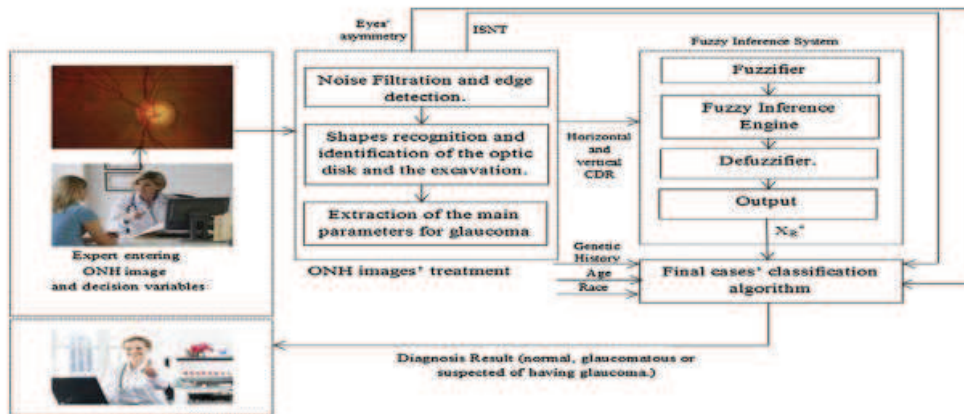 Eyes'
asymmetry
ISNT
Fuzzy Inference System
Noise Filtration and edge
detection.
Shapes recognition and
identification of the optic
disk and the excavation.
Extraction of the main
parameters for glaucoma
ONH images' treatment
Expert entering
ONH image
and decision variables
Horizontal
and
vertical
CDR
Fuzzifier
Fuzzy Inference
Engine
Defuzzifier.
Output
Genetic
History
Age
Race
Final cases' classification
algorithm
Diagnosis Result (normal, glaucomatous or
suspected of having glaucoma.)